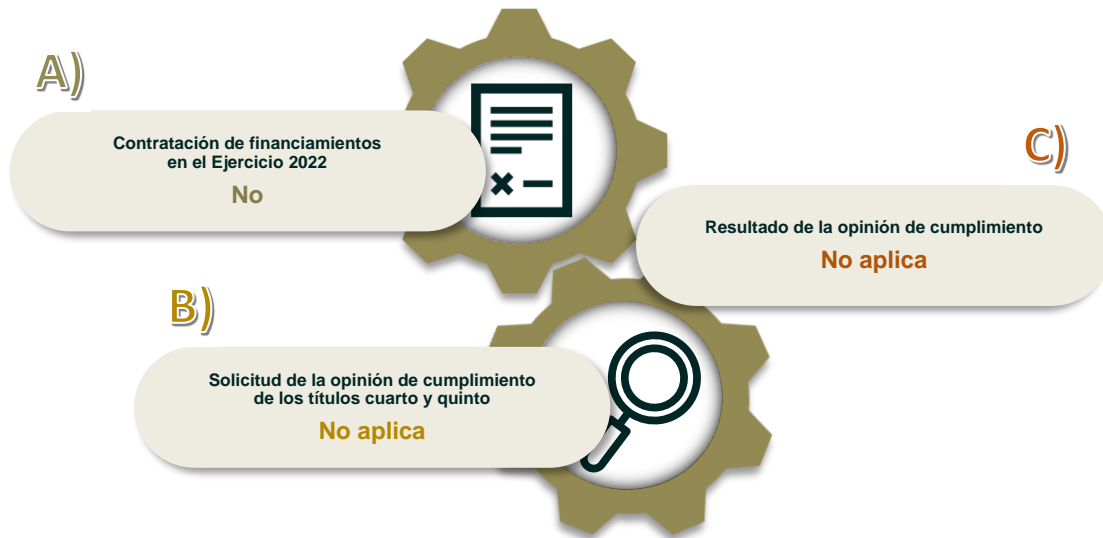 A)
Contratación de financiamientos
en el Ejercicio 2022
No
B)
Solicitud de la opinión de cumplimiento
de los títulos cuarto y quinto
No aplica
C)
Resultado de la opinión de cumplimiento
No aplica